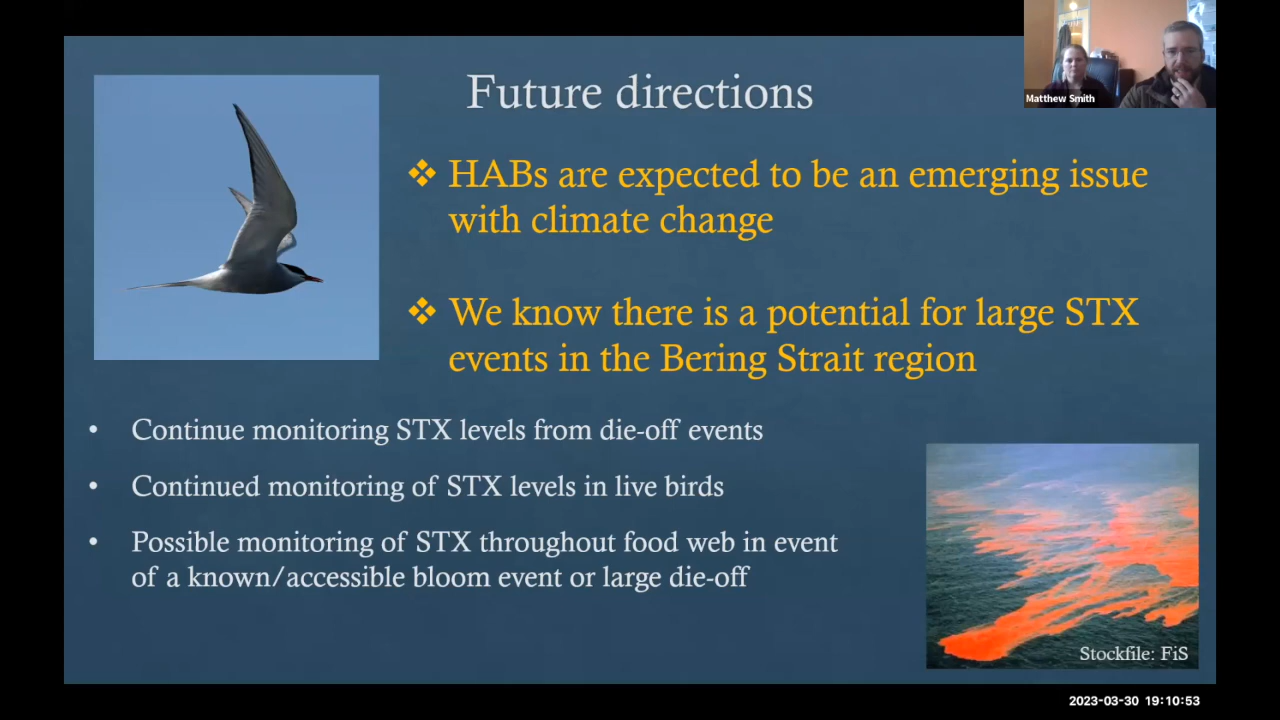 Future directions
Matthew Smith
❖ HABs are expected to be an emerging issue
with climate change
❖ We know there is a potential for large STX
events in the Bering Strait region
• Continue monitoring STX levels from die-off events
• Continued monitoring of STX levels in live birds
• Possible monitoring of STX throughout food web in event
of a known/accessible bloom event or large die-off
Stockfile: FiS
2023-03-30 19:10:53